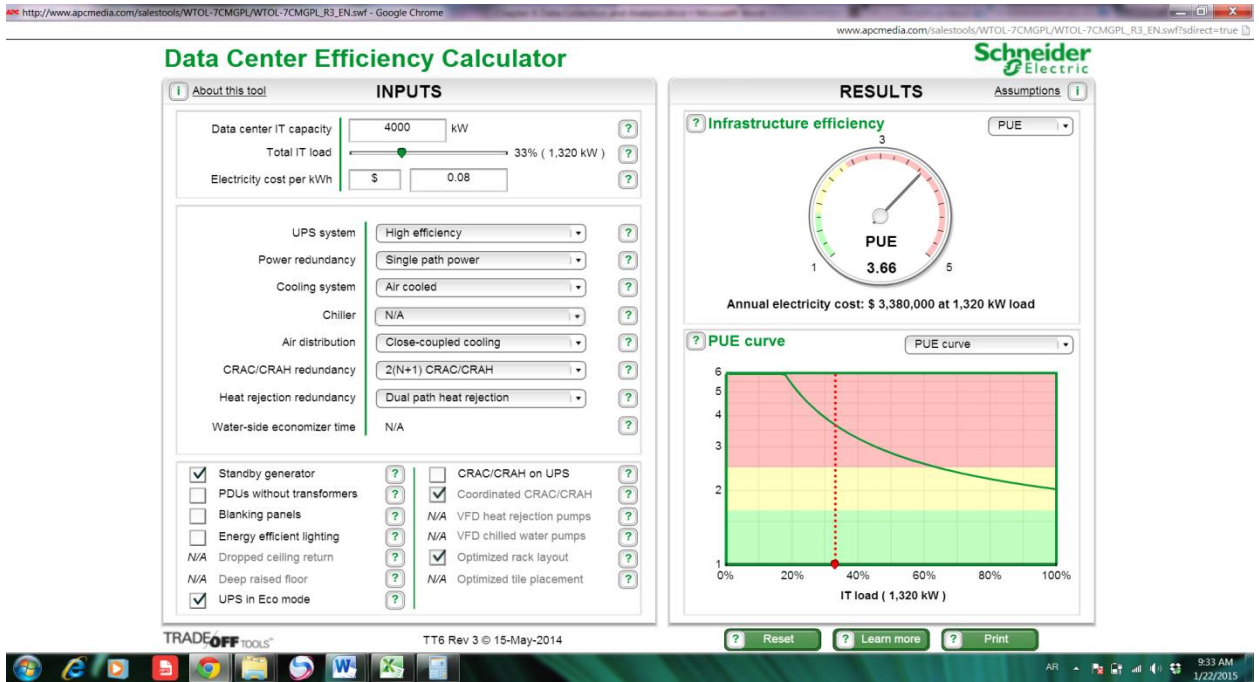 http://www.apcmedia.com/salestools/WTOL-7CMGPL/WTOL-7CMGPL_R3_EN.swf - Google Chrome
www.apcmedia.com/salestools/WTOL-7CMGPL/WTOL-7CMGPL_R3_EN.swf?sdirect=true
Data Center Efficiency Calculator
Schneider
Electric
i About this tool INPUTS
Data center IT capacity 4000 kW ?
Total IT load 33% ( 1,320 kW ) ?
Electricity cost per kWh $ 0.08 ?
UPS system High efficiency ?
Power redundancy Single path power ?
Cooling system Air cooled ?
Chiller N/A ?
Air distribution Close-coupled cooling ?
CRAC/CRAH redundancy 2(N+1) CRAC/CRAH ?
Heat rejection redundancy Dual path heat rejection ?
Water-side economizer time N/A ?
Standby generator ? CRAC/CRAH on UPS ?
PDUs without transformers ? Coordinated CRAC/CRAH ?
Blanking panels ? N/A VFD heat rejection pumps ?
Energy efficient lighting ? N/A VFD chilled water pumps ?
N/A Dropped ceiling return ? Optimized rack layout ?
N/A Deep raised floor ? N/A Optimized tile placement ?
UPS in Eco mode ?
RESULTS Assumptions i
? Infrastructure efficiency PUE
3
PUE
1 3.66 5
Annual electricity cost: $ 3,380,000 at 1,320 kW load
? PUE curve PUE curve
6
5
4
3
2
1
0% 20% 40% 60% 80% 100%
IT load ( 1,320 kW )
TRADEOFF TOOLS™ TT6 Rev 3 © 15-May-2014
? Reset ? Learn more ? Print
AR 9:33 AM
1/22/2015